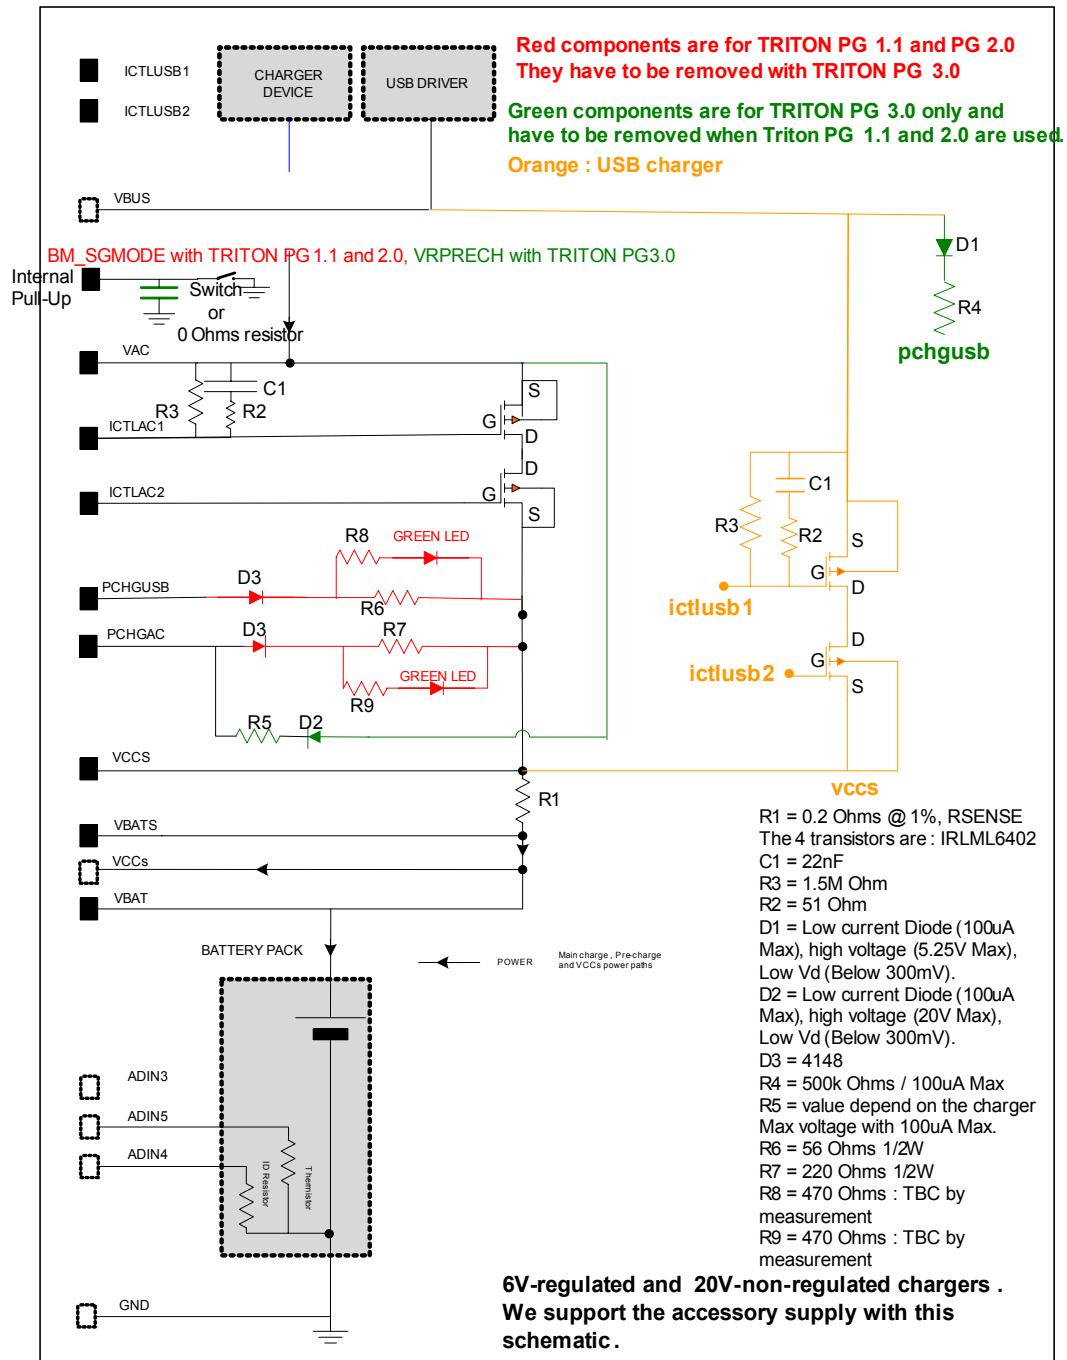 Red components are for TRITON PG 1.1 and PG 2.0
They have to be removed with TRITON PG 3.0
ICTLUSB1
CHARGER
DEVICE
USB DRIVER
ICTLUSB2
Green components are for TRITON PG 3.0 only and
have to be removed when Triton PG 1.1 and 2.0 are used.
Orange : USB charger
VBUS
D1
BM_SGMODE with TRITON PG 1.1 and 2.0, VRPRECH with TRITON PG3.0
Internal
Pull-Up
Switch
or
0 Ohms resistor
R4
pchgusb
VAC
C1
R3
R2
S
G
D
ICTLAC1
D
G
S
ICTLAC2
C1
R3
R2
S
G
D
ictlusb1
R8
GREEN LED
PCHGUSB
D3
R6
PCHGAC
D3
R7
GREEN LED
R9
D
G
S
ictlusb2
R5
D2
VCCS
vccs
R1
VBATS
VCCs
VBAT
R1 = 0.2 Ohms @ 1%, RSENSE
The 4 transistors are : IRLML6402
C1 = 22nF
R3 = 1.5M Ohm
R2 = 51 Ohm
D1 = Low current Diode (100uA
Max), high voltage (5.25V Max),
Low Vd (Below 300mV).
D2 = Low current Diode (100uA
Max), high voltage (20V Max),
Low Vd (Below 300mV).
D3 = 4148
R4 = 500k Ohms / 100uA Max
R5 = value depend on the charger
Max voltage with 100uA Max.
R6 = 56 Ohms 1/2W
R7 = 220 Ohms 1/2W
R8 = 470 Ohms : TBC by
measurement
R9 = 470 Ohms : TBC by
measurement
BATTERY PACK
POWER
Main charge , Pre-charge
and VCCs power paths
ADIN3
ADIN5
ADIN4
Thermistor
ID Resistor
GND
6V-regulated and 20V-non-regulated chargers .
We support the accessory supply with this
schematic .